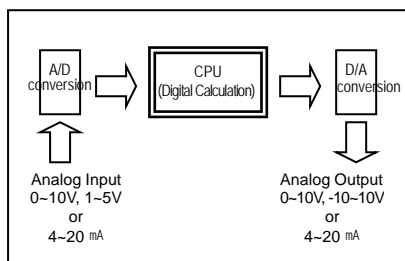 A/D
conversion
CPU
(Digital Calculation)
D/A
conversion
Analog Input
0~10V, 1~5V
or
4~20 mA
Analog Output
0~10V, -10~10V
or
4~20 mA